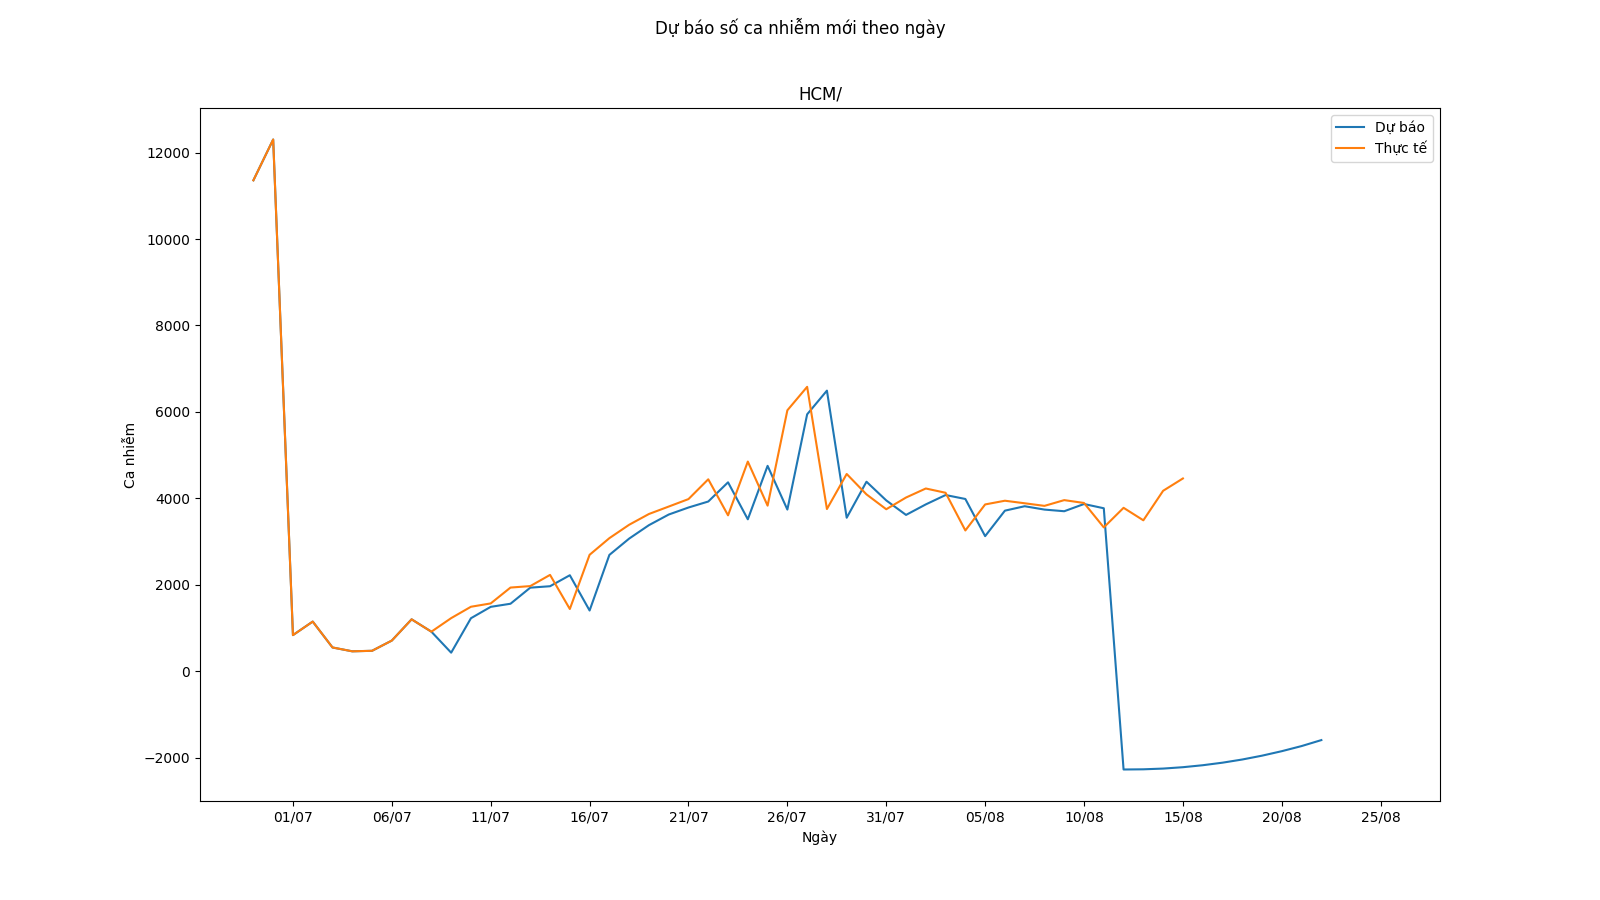 Dự báo số ca nhiễm mới theo ngày
HCM/
Dự báo
Thực tế
12000
10000
8000
6000
4000
2000
0
−2000
Ca nhiễm
01/07 06/07 11/07 16/07 21/07 26/07 31/07 05/08 10/08 15/08 20/08 25/08
Ngày